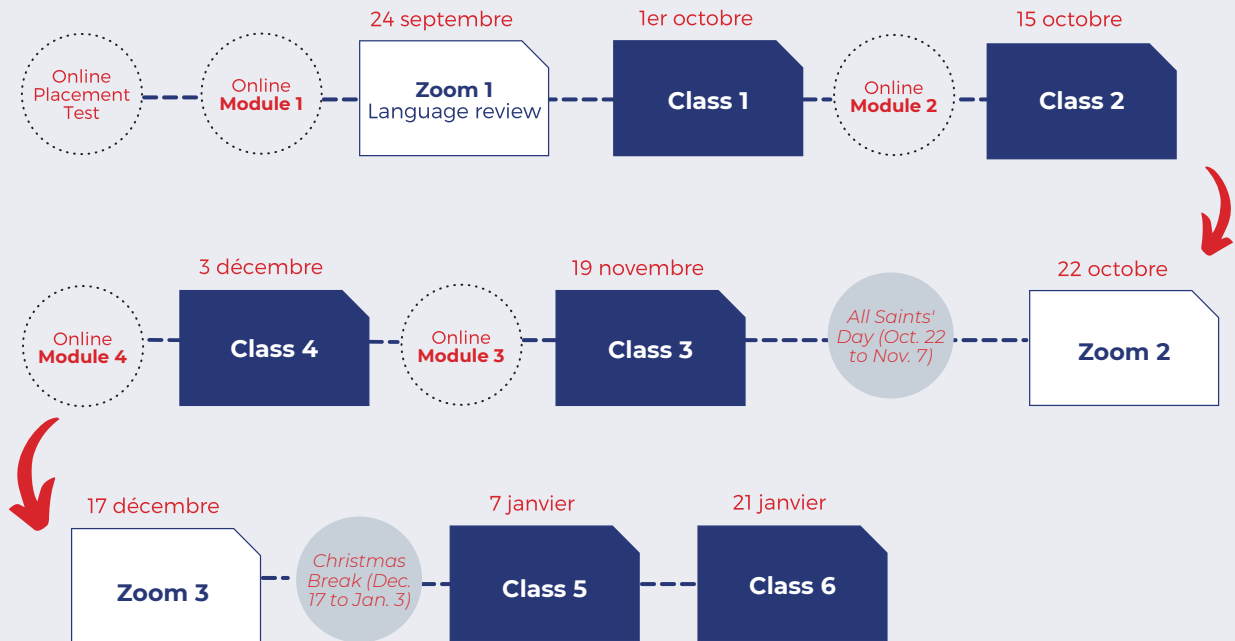 24 septembre
1er octobre
15 octobre
Online
Placement
Test
Online
Module 1
Zoom 1
Language review
Class 1
Online
Module 2
Class 2
22 octobre
Zoom 2
All Saints'
Day (Oct. 22
to Nov. 7)
19 novembre
Class 3
Online
Module 3
3 décembre
Class 4
Online
Module 4
17 décembre
Zoom 3
Christmas
Break (Dec.
17 to Jan. 3)
7 janvier
Class 5
21 janvier
Class 6